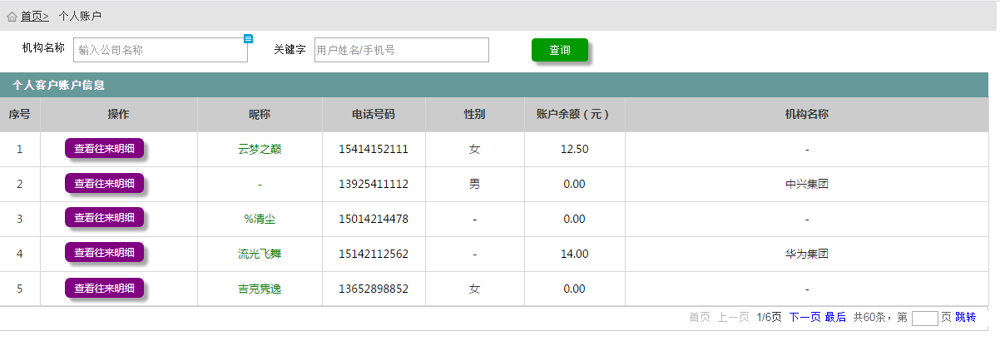 首页> 个人账户
机构名称 输入公司名称 关键字 用户姓名/手机号 查询
个人客户账户信息
序号 操作 昵称 电话号码 性别 账户余额（元） 机构名称
1 查看往来明细 云梦之巅 15414152111 女 12.50 -
2 查看往来明细 - 13925411112 男 0.00 中兴集团
3 查看往来明细 %清尘 15014214478 - 0.00 -
4 查看往来明细 流光飞舞 15142112562 - 14.00 华为集团
5 查看往来明细 吉克隽逸 13652898852 女 0.00 -
首页 上一页 1/6页 下一页 最后 共60条，第 页 跳转